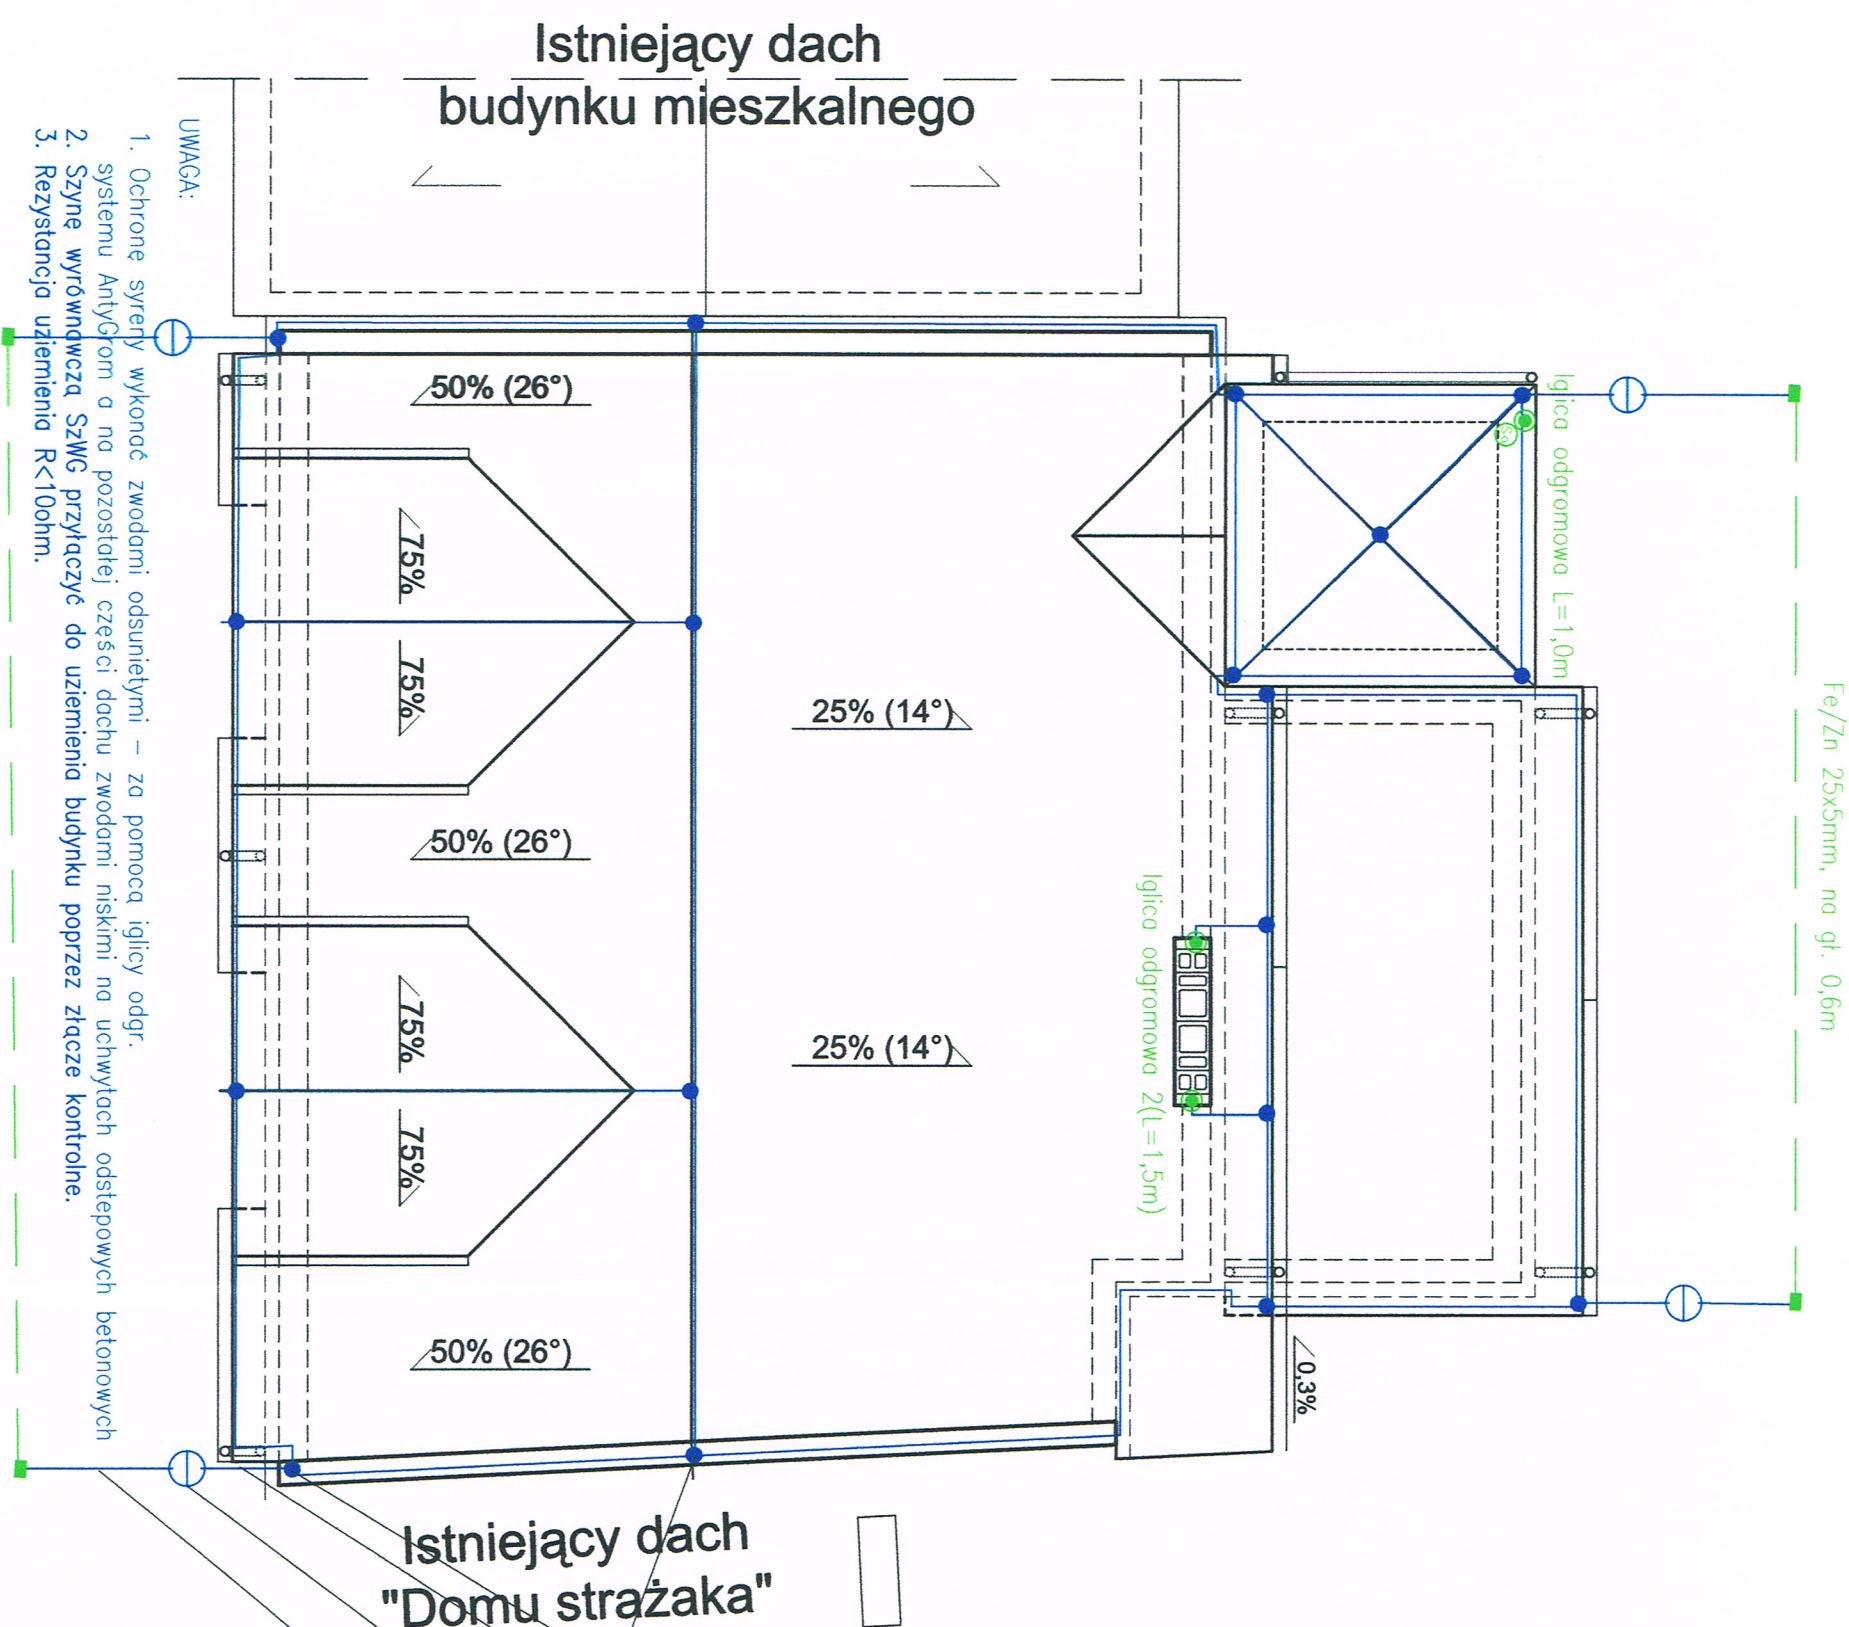 Istniejący dach
budynku mieszkalnego
UWAGA:
1. Ochronę syreny wykonać zwodami odsunietymi – za pomocą iglicy odgr.
systemu AntyGrom a na pozostałej części dachu zwodami niskimi na uchwytach odstepowych betonowych
2. Szynę wyrównawczą SzWG przyłączyć do uziemienia budynku poprzez złącze kontrolne.
3. Rezystancja uziemienia R<10ohm.
50% (26°)
75%
75%
50% (26°)
75%
75%
50% (26°)
25% (14°)
25% (14°)
Iglica odgromowa L=1,0m
Iglica odgromowa 2(L=1,5m)
Fe/Zn 25x5mm, na gł. 0,6m
0,3%
Istniejący dach
"Domu strażaka"